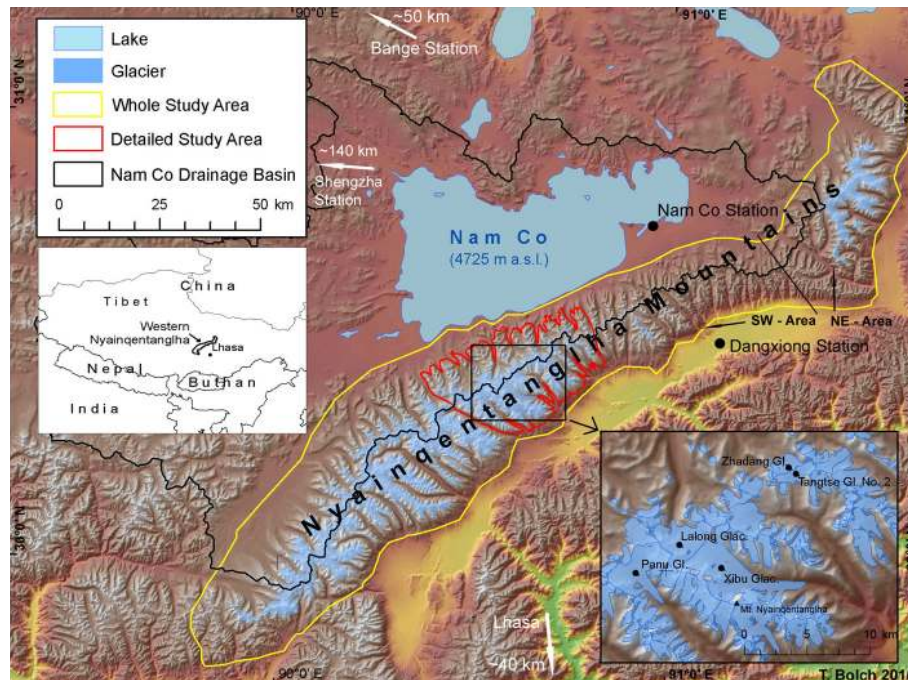 90°0' E
91°0' E
~50 km
Bange Station
Lake
Glacier
Whole Study Area
Detailed Study Area
Nam Co Drainage Basin
0 25 50 km
31°0' N
~140 km
Shengzha
Station
Nam Co Station
Nam Co
(4725 m a.s.l.)
Nyainqentanglha Mountains
SW - Area
NE - Area
Dangxiong Station
China
Tibet
Western
Nyainqentanglha
Lhasa
Nepal
Buthan
India
30°0' N
Zhadang Gl.
Tangtse Gl. No. 2
Lalong Glac.
Panu Gl.
Xibu Glac.
Mt. Nyainqentanglha
0 5 10 km
Lhasa
~40 km
90°0' E
91°0' E